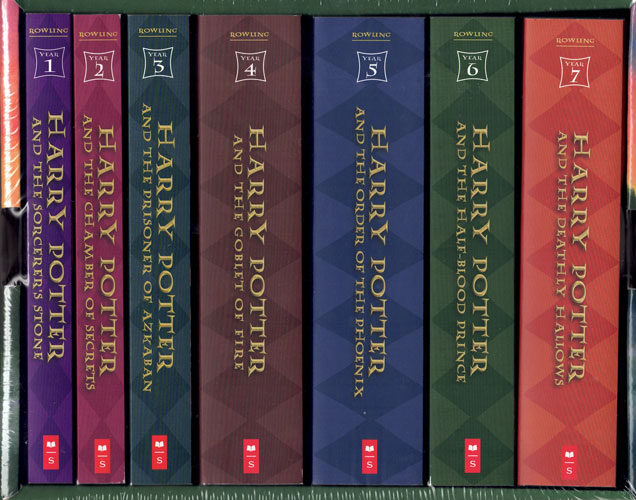 ROWLING
YEAR
1
HARRY POTTER
AND THE SORCERER'S STONE
S
ROWLING
YEAR
2
HARRY POTTER
AND THE CHAMBER OF SECRETS
S
ROWLING
YEAR
3
HARRY POTTER
AND THE PRISONER OF AZKABAN
S
ROWLING
YEAR
4
HARRY POTTER
AND THE GOBLET OF FIRE
S
ROWLING
YEAR
5
HARRY POTTER
AND THE ORDER OF THE PHOENIX
S
ROWLING
YEAR
6
HARRY POTTER
AND THE HALF-BLOOD PRINCE
S
ROWLING
YEAR
7
HARRY POTTER
AND THE DEATHLY HALLOWS
S